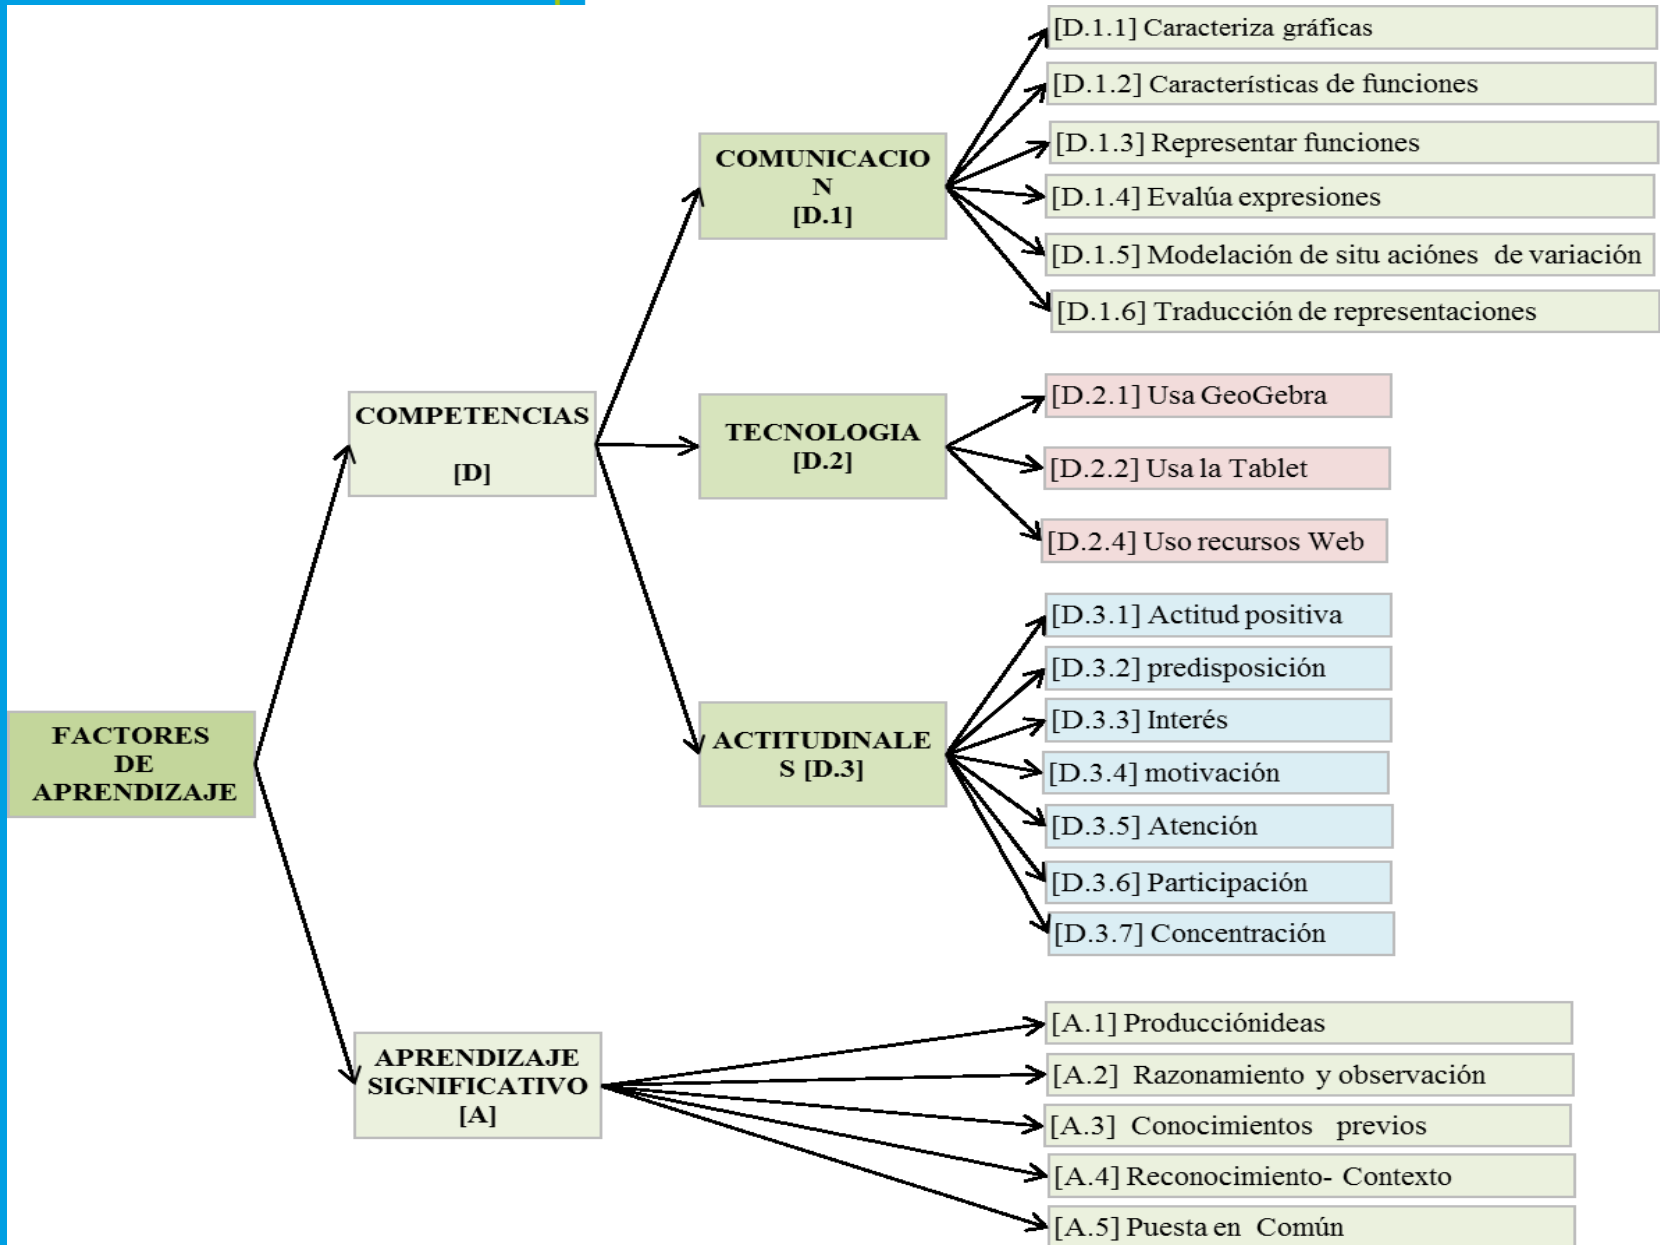 FACTORES
DE
APRENDIZAJE
COMPETENCIAS
[D]
COMUNICACIO
N
[D.1]
[D.1.1] Caracteriza gráficas
[D.1.2] Características de funciones
[D.1.3] Representar funciones
[D.1.4] Evalúa expresiones
[D.1.5] Modelación de situ aciónes de variación
[D.1.6] Traducción de representaciones
TECNOLOGIA
[D.2]
[D.2.1] Usa GeoGebra
[D.2.2] Usa la Tablet
[D.2.4] Uso recursos Web
ACTITUDINALE
S [D.3]
[D.3.1] Actitud positiva
[D.3.2] predisposición
[D.3.3] Interés
[D.3.4] motivación
[D.3.5] Atención
[D.3.6] Participación
[D.3.7] Concentración
APRENDIZAJE
SIGNIFICATIVO
[A]
[A.1] Producciónideas
[A.2] Razonamiento y observación
[A.3] Conocimientos previos
[A.4] Reconocimiento- Contexto
[A.5] Puesta en Común